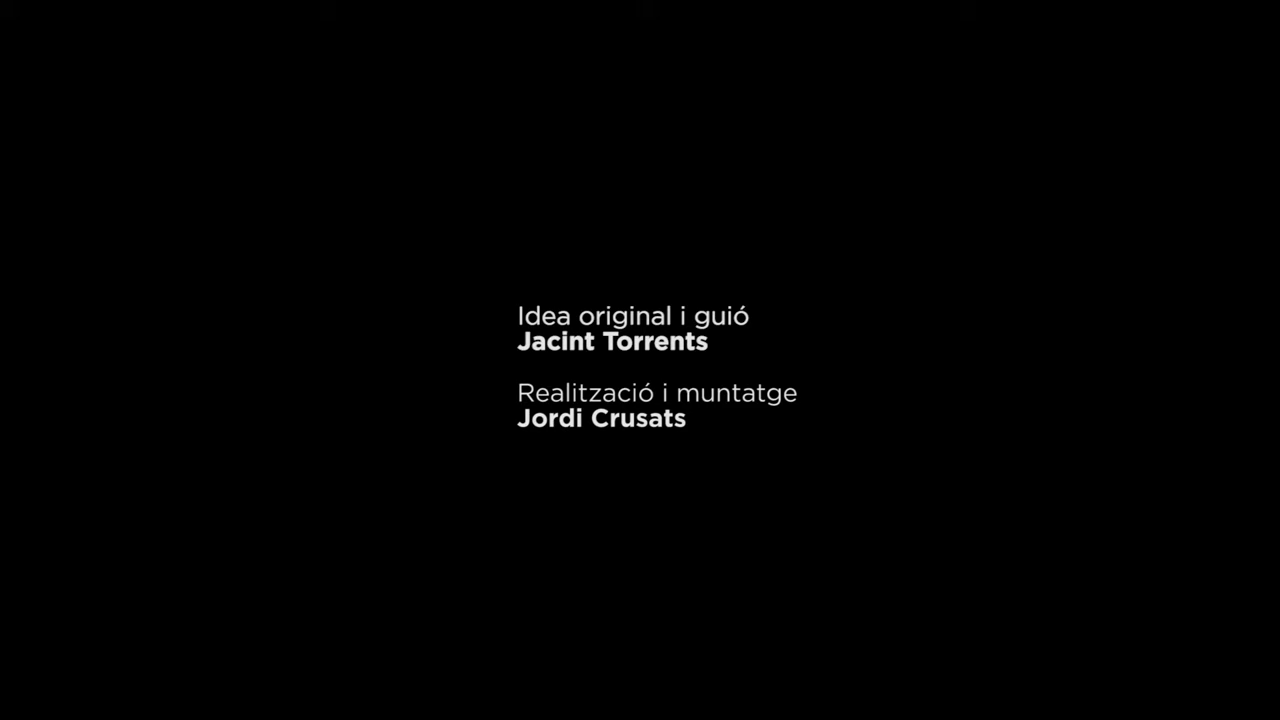 Idea original i guió
Jacint Torrents
Realització i muntatge
Jordi Crusats